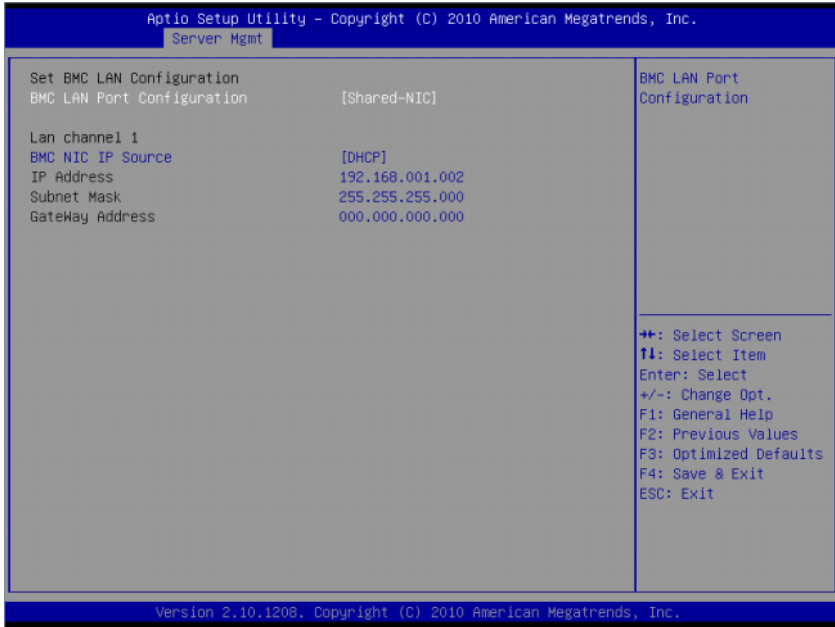 Aptio Setup Utility – Copyright (C) 2010 American Megatrends, Inc.
Server Mgmt
Set BMC LAN Configuration
BMC LAN Port Configuration [Shared-NIC]
Lan channel 1
BMC NIC IP Source [DHCP]
IP Address 192.168.001.002
Subnet Mask 255.255.255.000
GateWay Address 000.000.000.000
BMC LAN Port
Configuration
→←: Select Screen
↑↓: Select Item
Enter: Select
+/-: Change Opt.
F1: General Help
F2: Previous Values
F3: Optimized Defaults
F4: Save & Exit
ESC: Exit
Version 2.10.1208. Copyright (C) 2010 American Megatrends, Inc.